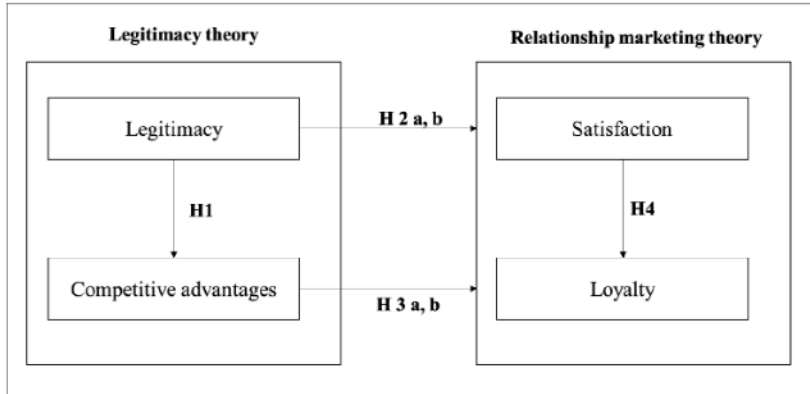 Legitimacy theory
Relationship marketing theory
Legitimacy
H 2 a, b
Satisfaction
H1
H4
Competitive advantages
H 3 a, b
Loyalty